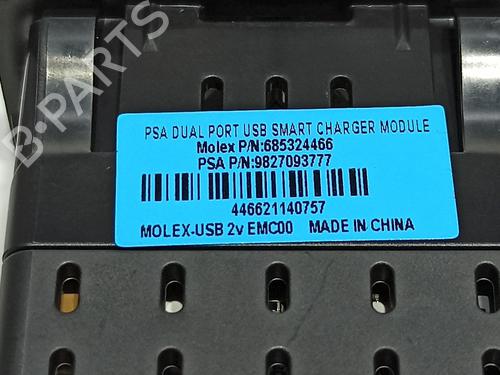 B-PARTS
PSA DUAL PORT USB SMART CHARGER MODULE
Molex P/N:685324466
PSA P/N:9827093777
446621140757
MOLEX-USB 2v EMC00 MADE IN CHINA